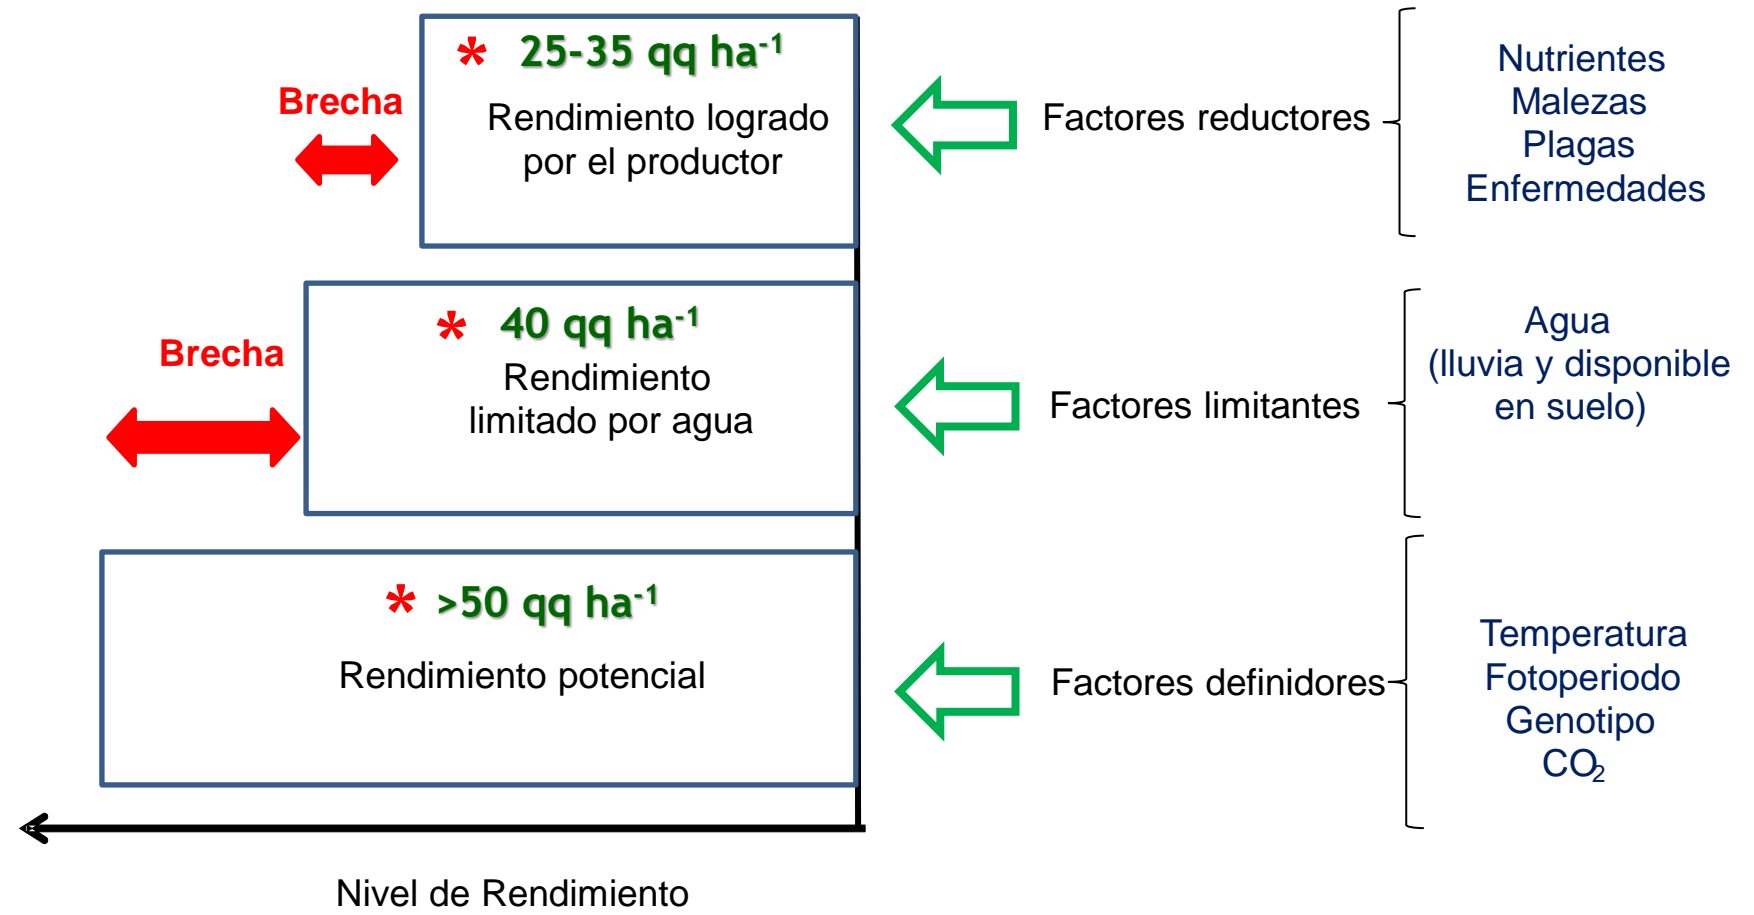 * 25-35 qq ha⁻¹
Brecha
Rendimiento logrado
por el productor
Factores reductores
Nutrientes
Malezas
Plagas
Enfermedades
* 40 qq ha⁻¹
Brecha
Rendimiento
limitado por agua
Factores limitantes
Agua
(lluvia y disponible
en suelo)
* >50 qq ha⁻¹
Rendimiento potencial
Factores definidores
Temperatura
Fotoperiodo
Genotipo
CO₂
Nivel de Rendimiento